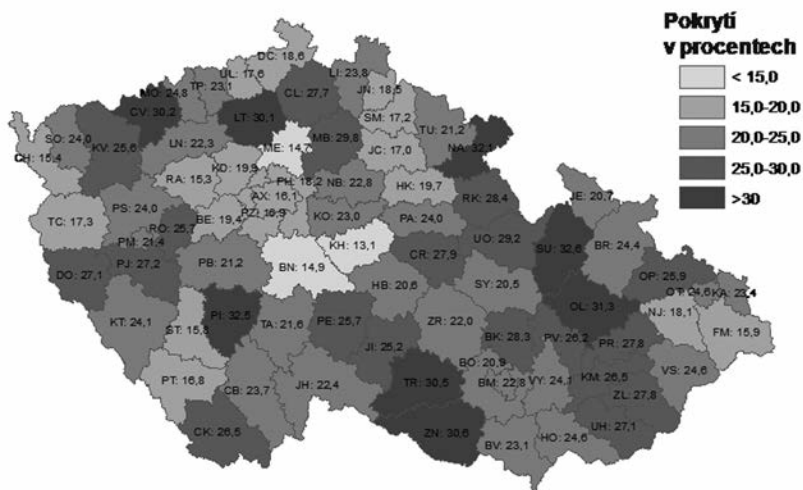 Pokrytí
v procentech
< 15,0
15,0-20,0
20,0-25,0
25,0-30,0
>30
DC: 18,6
UL: 17,6
TP: 23,1
MO: 24,8
CV: 30,2
LT: 30,1
CL: 27,7
LI: 23,8
JN: 18,5
SM: 17,2
TU: 21,2
NA: 32,1
SO: 24,0
CH: 15,4
KV: 25,6
LN: 22,3
ME: 14,7
MB: 29,8
JC: 17,0
RA: 15,3
KD: 19,9
PH: 18,2
AX: 16,1
NB: 22,8
HK: 19,7
RK: 28,4
JE: 20,7
TC: 17,3
PS: 24,0
RO: 25,7
BE: 19,4
PZ: 16,9
KO: 23,0
PA: 24,0
UO: 29,2
SU: 32,6
BR: 24,4
PM: 21,4
DO: 27,1
PJ: 27,2
PB: 21,2
BN: 14,9
KH: 13,1
CR: 27,9
OP: 25,9
OT: 24,6
KA: 23,4
HB: 20,6
SY: 20,5
OL: 31,3
NJ: 18,1
FM: 15,9
KT: 24,1
ST: 15,8
PI: 32,5
TA: 21,6
PE: 25,7
ZR: 22,0
BK: 28,3
PV: 26,2
PR: 27,8
JI: 25,2
BO: 20,9
VS: 24,6
PT: 16,8
CB: 23,7
JH: 22,4
TR: 30,5
BM: 22,8
VY: 24,1
KM: 26,5
ZL: 27,8
CK: 26,5
ZN: 30,6
BV: 23,1
HO: 24,6
UH: 27,1